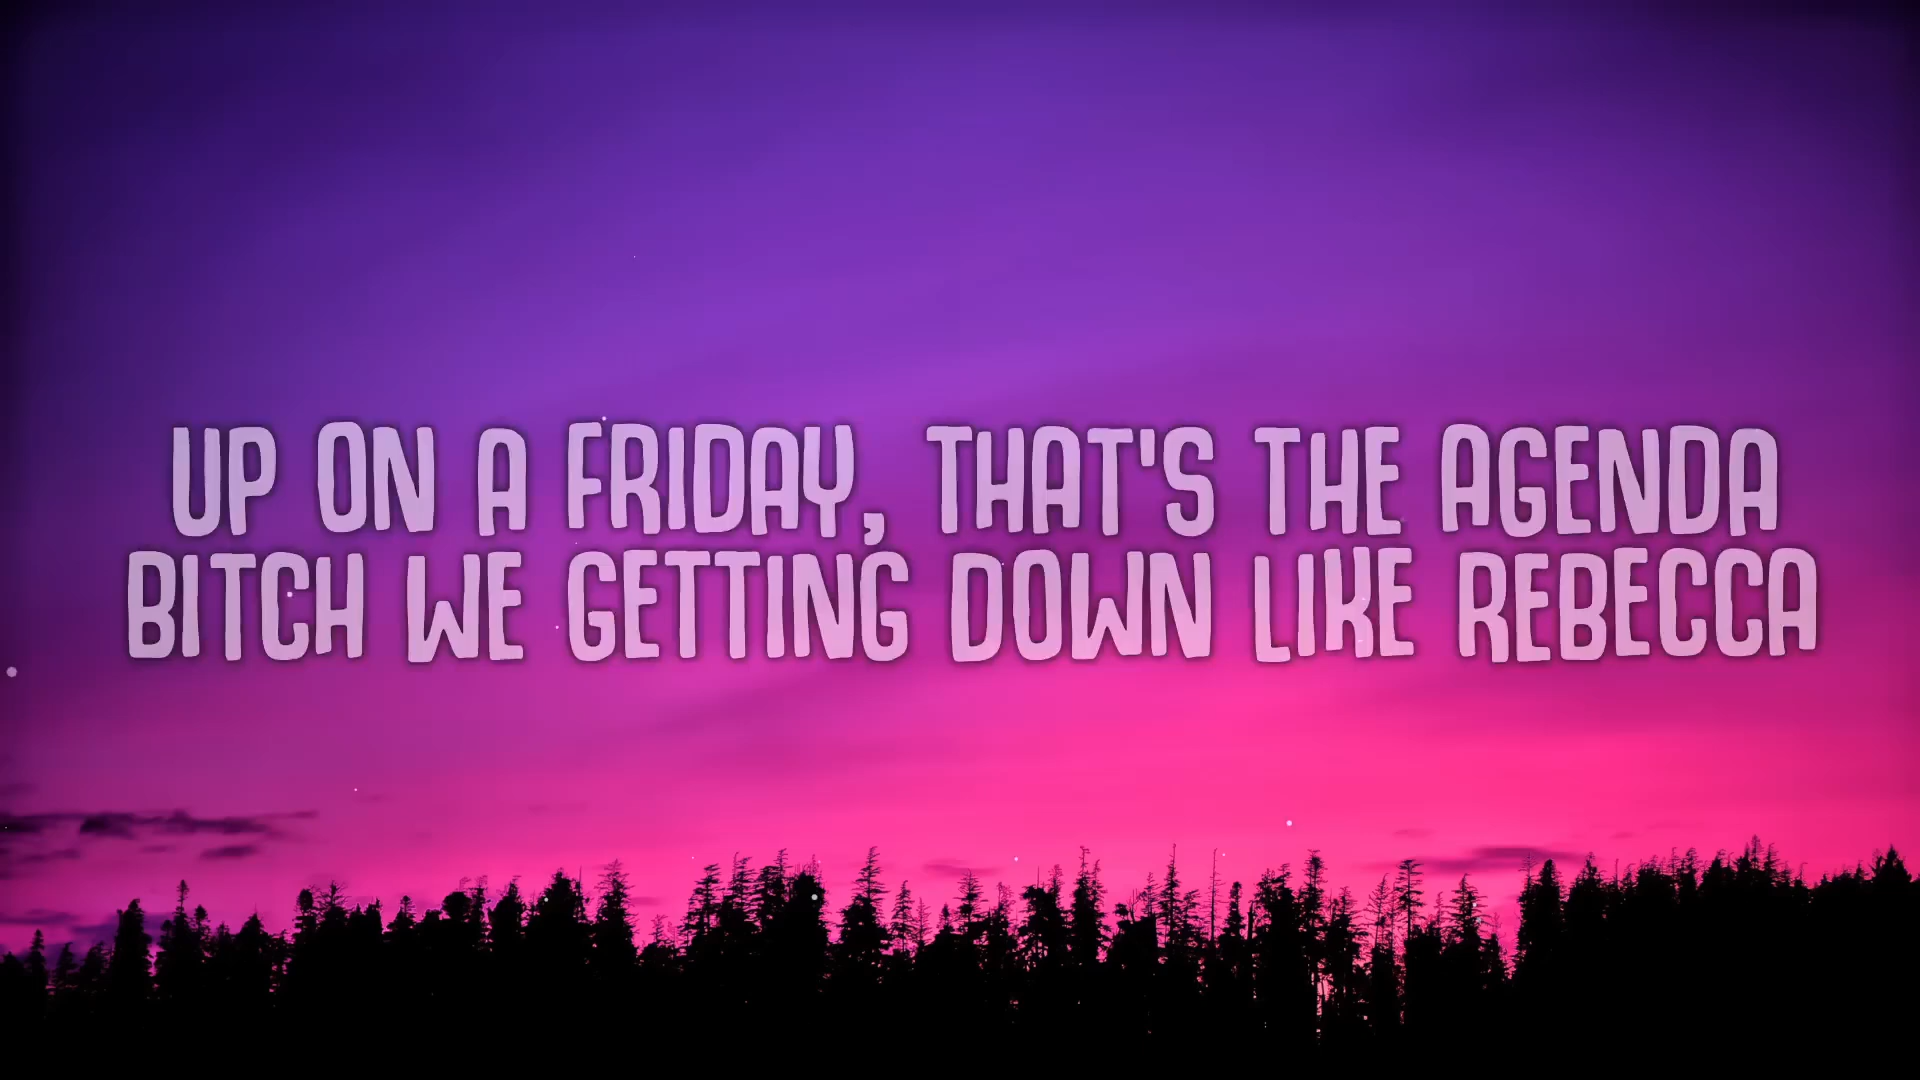 UP ON A FRIDAY, THAT'S THE AGENDA
BITCH WE GETTING DOWN LIKE REBECCA